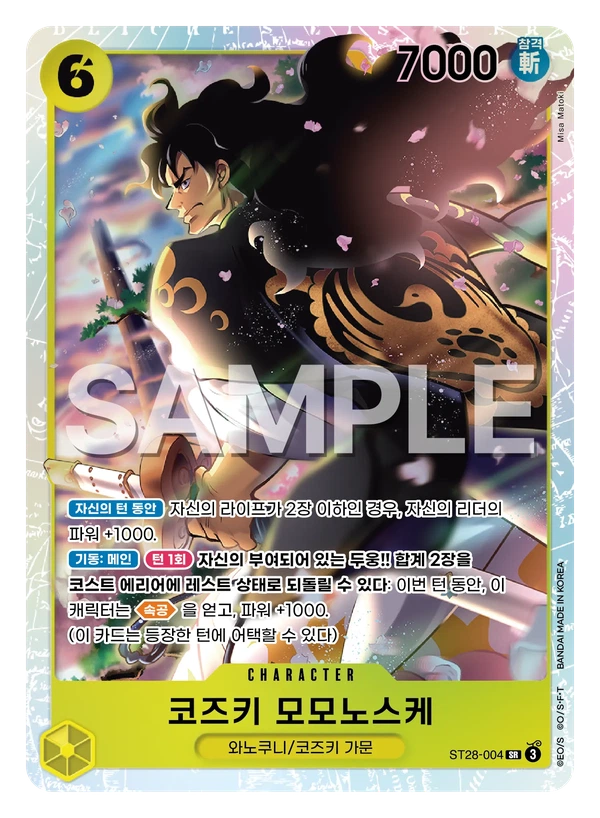 6
7000
참격
斬
Misa Matoki
SAMPLE
자신의 턴 동안 자신의 라이프가 2장 이하인 경우, 자신의 리더의
파워 +1000.
기동: 메인 턴 1회 자신의 부여되어 있는 두웅!! 합계 2장을
코스트 에리어에 레스트 상태로 되돌릴 수 있다: 이번 턴 동안, 이
캐릭터는 속공 을 얻고, 파워 +1000.
(이 카드는 등장한 턴에 어택할 수 있다)
CHARACTER
코즈키 모모노스케
와노쿠니/코즈키 가문
ST28-004 SR 3
©EO/S ©O/S·F·T BANDAI MADE IN KOREA